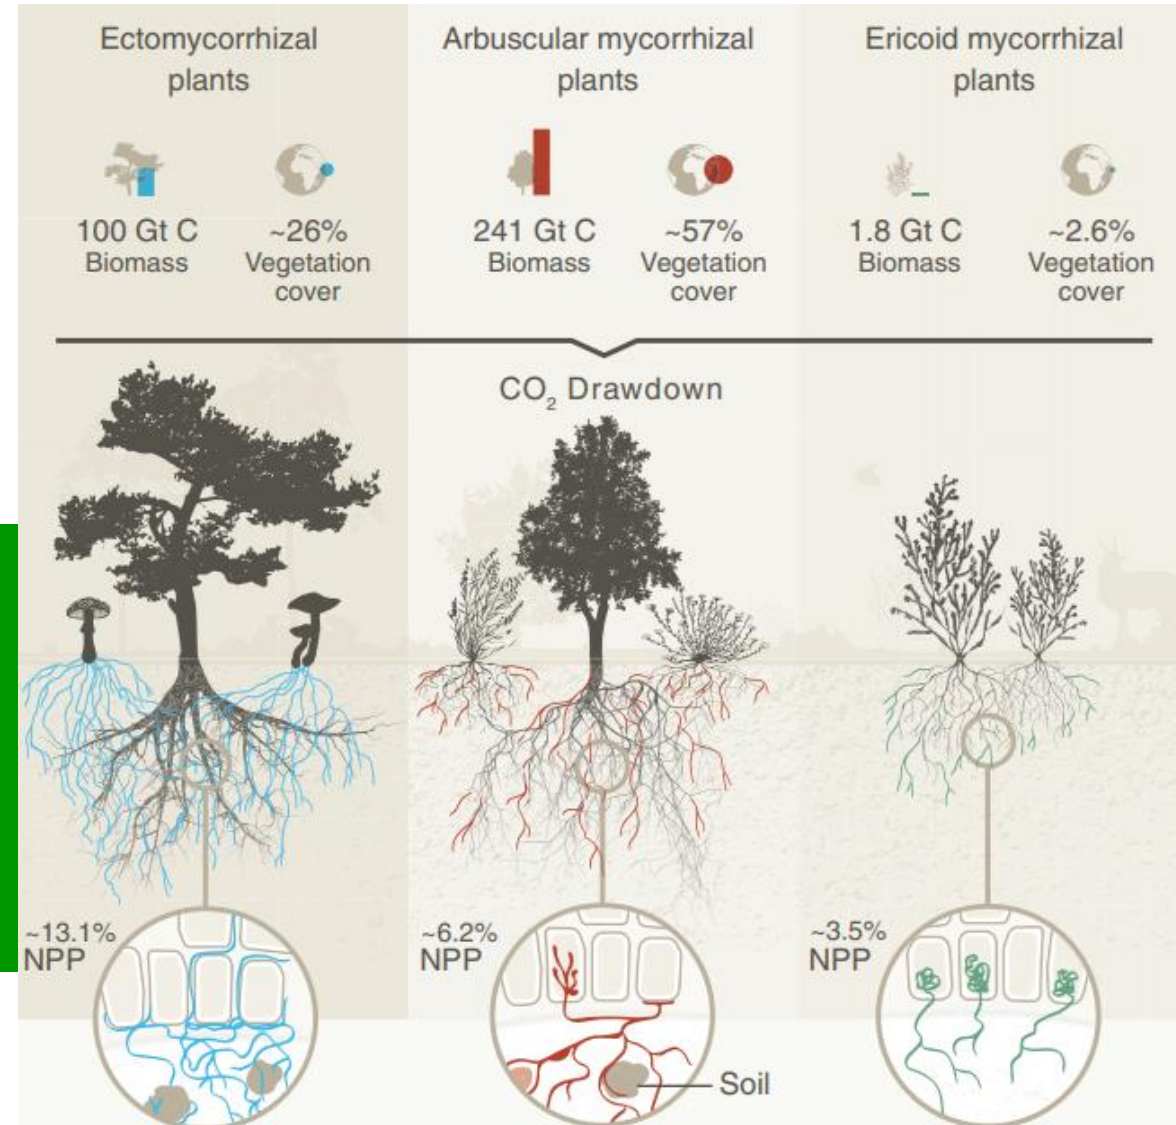 Ectomycorrhizal
plants
100 Gt C
Biomass
~26%
Vegetation
cover
Arbuscular mycorrhizal
plants
241 Gt C
Biomass
~57%
Vegetation
cover
Ericoid mycorrhizal
plants
1.8 Gt C
Biomass
~2.6%
Vegetation
cover
CO₂ Drawdown
~13.1%
NPP
~6.2%
NPP
~3.5%
NPP
Soil